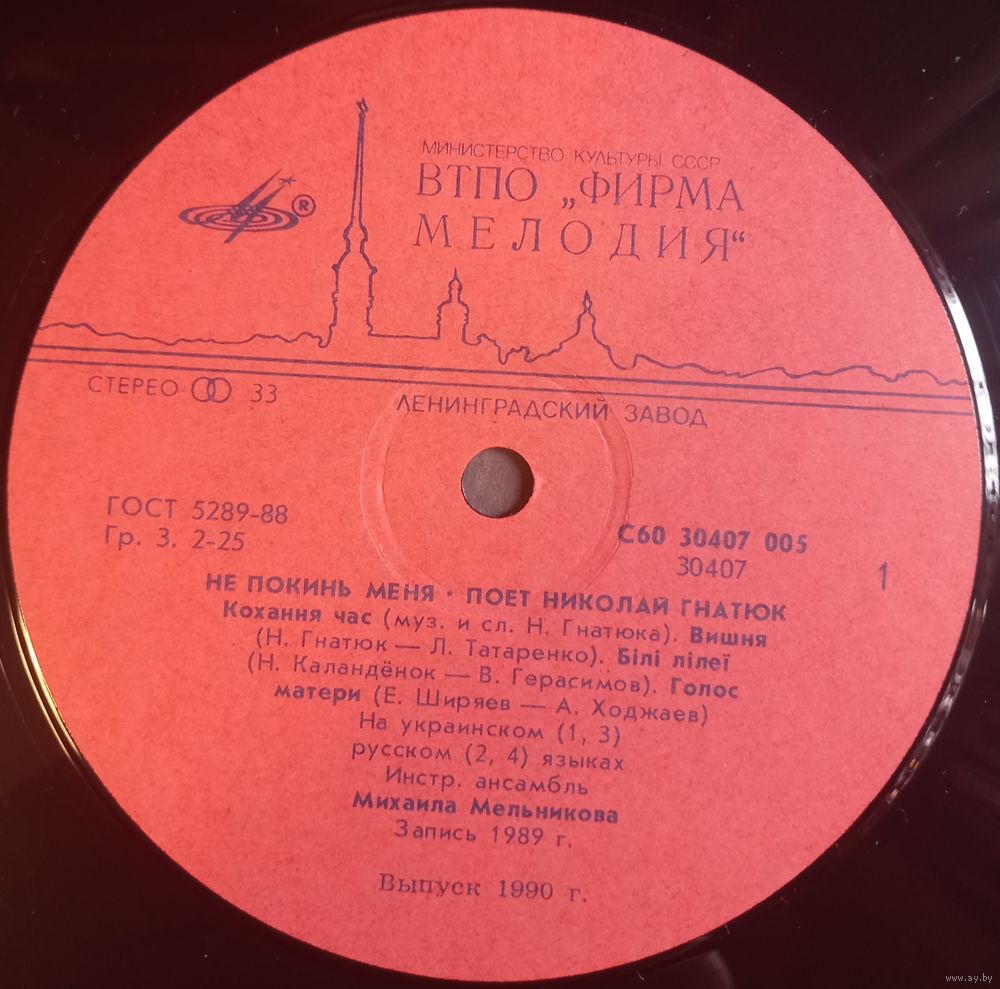 МИНИСТЕРСТВО КУЛЬТУРЫ СССР
ВТПО „ФИРМА
МЕЛОДИЯ“
®
СТЕРЕО 33
ЛЕНИНГРАДСКИЙ ЗАВОД
ГОСТ 5289-88
Гр. 3. 2-25
С60 30407 005
30407
1
НЕ ПОКИНЬ МЕНЯ · ПОЕТ НИКОЛАЙ ГНАТЮК
Кохання час (муз. и сл. Н. Гнатюка). Вишня
(Н. Гнатюк — Л. Татаренко). Білі лілеї
(Н. Каландёнок — В. Герасимов). Голос
матери (Е. Ширяев — А. Ходжаев)
На украинском (1, 3)
русском (2, 4) языках
Инстр. ансамбль
Михаила Мельникова
Запись 1989 г.
Выпуск 1990 г.
www.ay.by